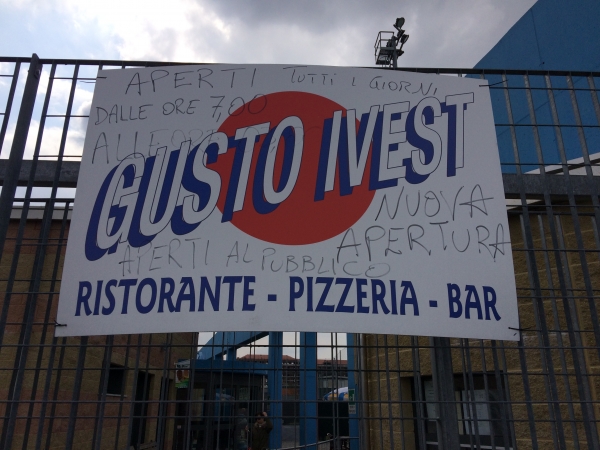 APERTI TUTTI I GIORNI
DALLE ORE 7,00
ALLE ORE
GUSTO IVEST
NUOVA
APERTURA
APERTI AL PUBBLICO
RISTORANTE - PIZZERIA - BAR